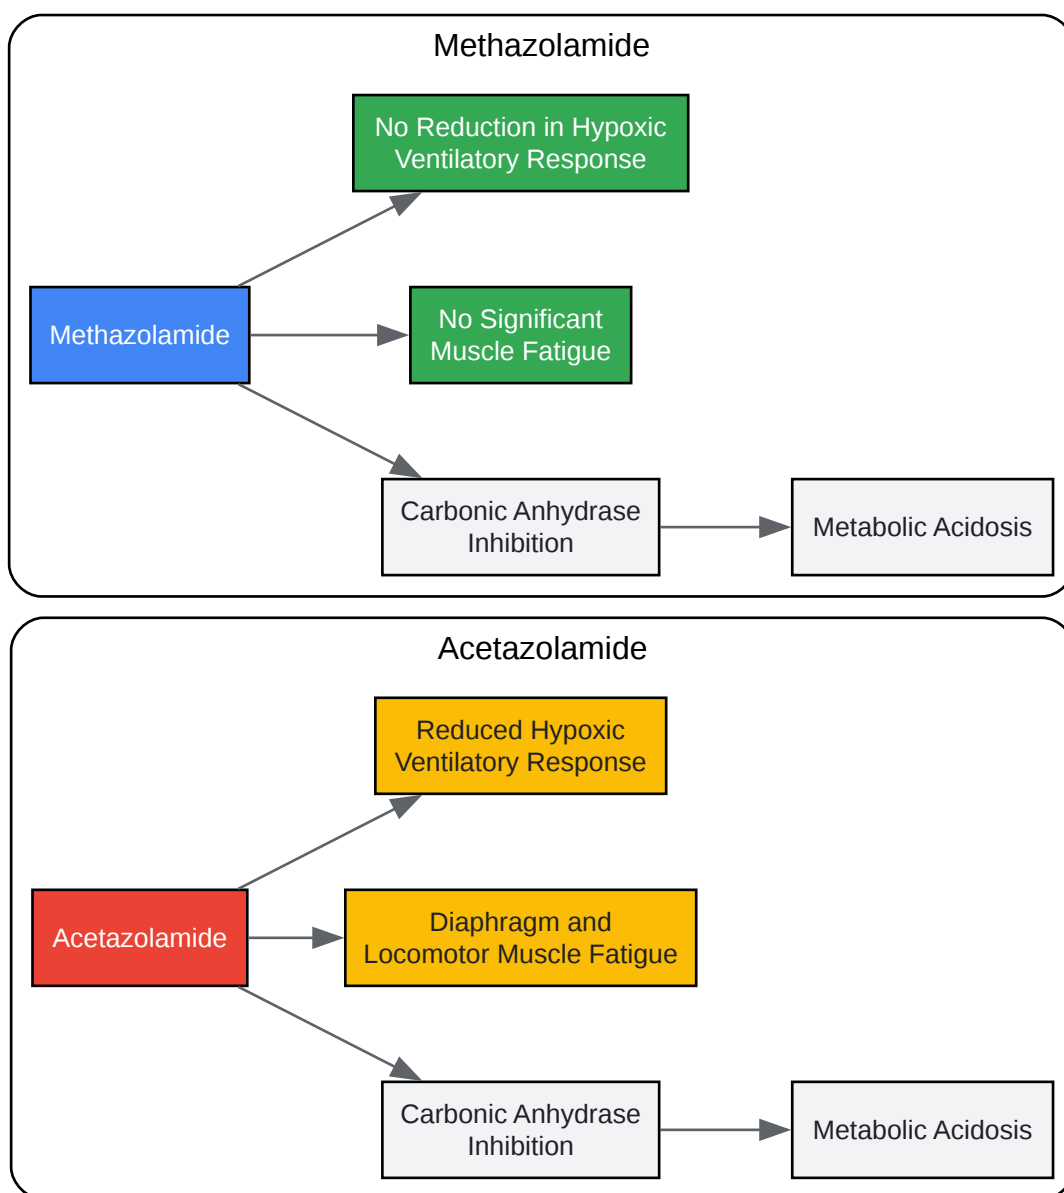 Methazolamide
No Reduction in Hypoxic
Ventilatory Response
Methazolamide
No Significant
Muscle Fatigue
Carbonic Anhydrase
Inhibition
Metabolic Acidosis
Acetazolamide
Reduced Hypoxic
Ventilatory Response
Acetazolamide
Diaphragm and
Locomotor Muscle Fatigue
Carbonic Anhydrase
Inhibition
Metabolic Acidosis